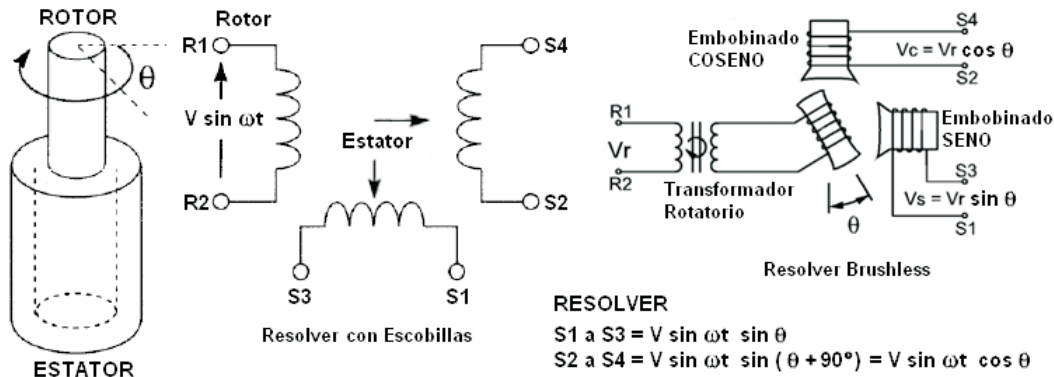 ROTOR
θ
ESTATOR
Rotor
R1
V sin ωt
R2
S4
Estator
S2
S3
S1
Resolver con Escobillas
Embobinado
COSENO
S4
Vc = Vr cos θ
S2
R1
Vr
R2
Transformador
Rotatorio
θ
Embobinado
SENO
S3
Vs = Vr sin θ
S1
Resolver Brushless
RESOLVER
S1 a S3 = V sin ωt sin θ
S2 a S4 = V sin ωt sin ( θ + 90° ) = V sin ωt cos θ